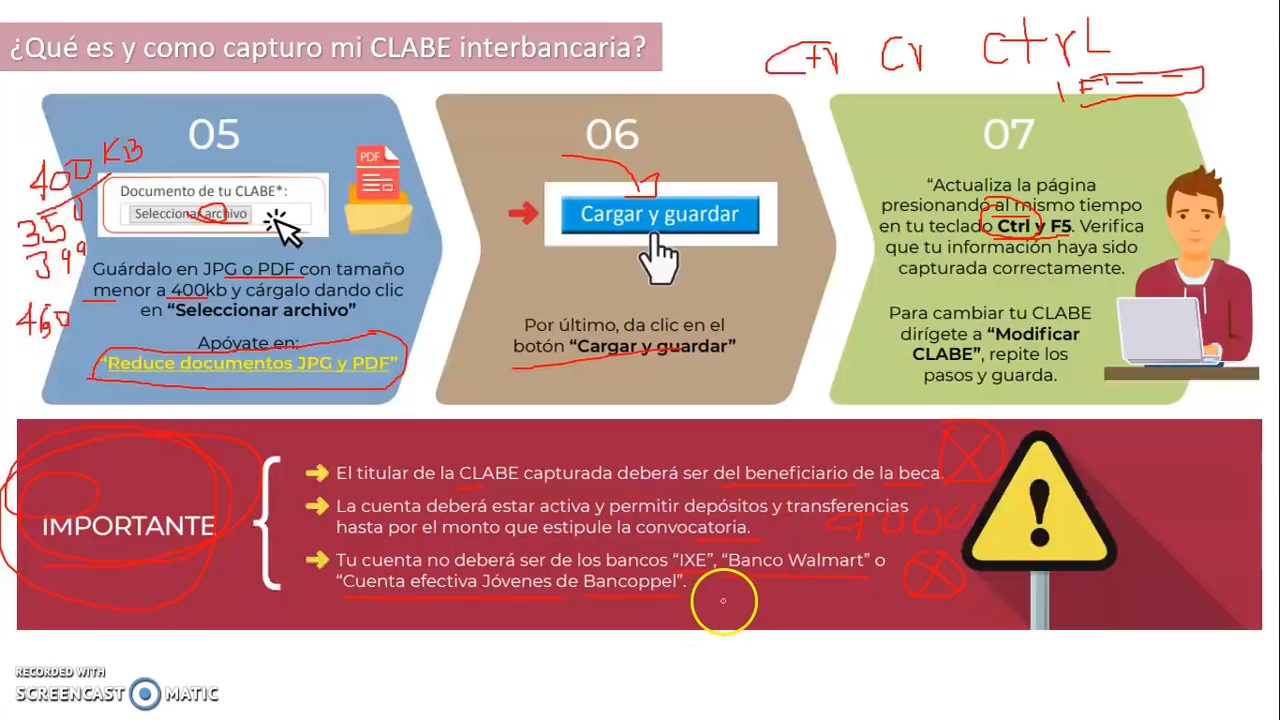 ¿Qué es y como capturo mi CLABE interbancaria?
Ctrl
05
400 KB
351
399
460
PDF
Documento de tu CLABE*:
Seleccionar archivo
Guárdalo en JPG o PDF con tamaño
menor a 400kb y cárgalo dando clic
en “Seleccionar archivo”
Apóyate en:
“Reduce documentos JPG y PDF”
06
Cargar y guardar
Por último, da clic en el
botón “Cargar y guardar”
07
“Actualiza la página
presionando al mismo tiempo
en tu teclado Ctrl y F5. Verifica
que tu información haya sido
capturada correctamente.
Para cambiar tu CLABE
dirígete a “Modificar
CLABE”, repite los
pasos y guarda.
IMPORTANTE
El titular de la CLABE capturada deberá ser del beneficiario de la beca
La cuenta deberá estar activa y permitir depósitos y transferencias
hasta por el monto que estipule la convocatoria.
Tu cuenta no deberá ser de los bancos “IXE”, “Banco Walmart” o
“Cuenta efectiva Jóvenes de Bancoppel”.
RECORDED WITH
SCREENCAST MATIC